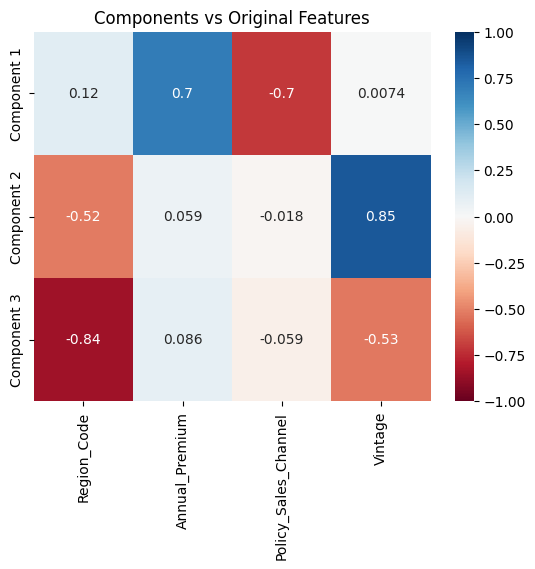 Components vs Original Features
Component 1
0.12 0.7 -0.7 0.0074
Component 2
-0.52 0.059 -0.018 0.85
Component 3
-0.84 0.086 -0.059 -0.53
Region_Code
Annual_Premium
Policy_Sales_Channel
Vintage
1.00
0.75
0.50
0.25
0.00
−0.25
−0.50
−0.75
−1.00